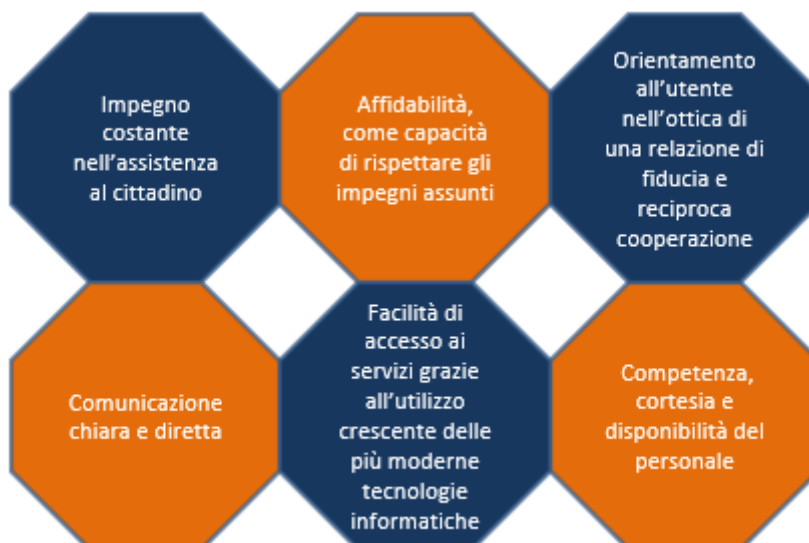 Impegno
costante
nell'assistenza
al cittadino
Affidabilità,
come capacità
di rispettare gli
impegni assunti
Orientamento
all'utente
nell'ottica di
una relazione di
fiducia e
reciproca
cooperazione
Comunicazione
chiara e diretta
Facilità di
accesso ai
servizi grazie
all'utilizzo
crescente delle
più moderne
tecnologie
informatiche
Competenza,
cortesia e
disponibilità del
personale